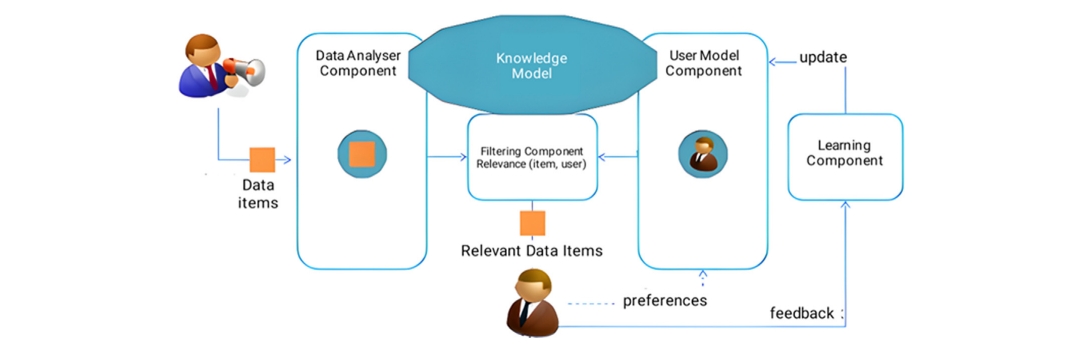 Data Analyser
Component
Knowledge
Model
User Model
Component
update
Filtering Component
Relevance (item, user)
Learning
Component
Data
items
Relevant Data Items
preferences
feedback :